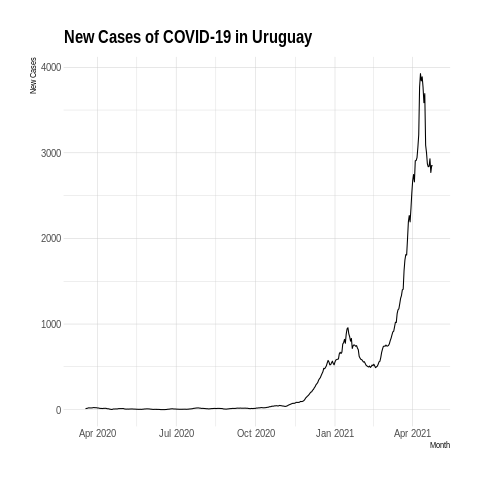 New Cases of COVID-19 in Uruguay
New Cases
4000
3000
2000
1000
0
Apr 2020 Jul 2020 Oct 2020 Jan 2021 Apr 2021
Month